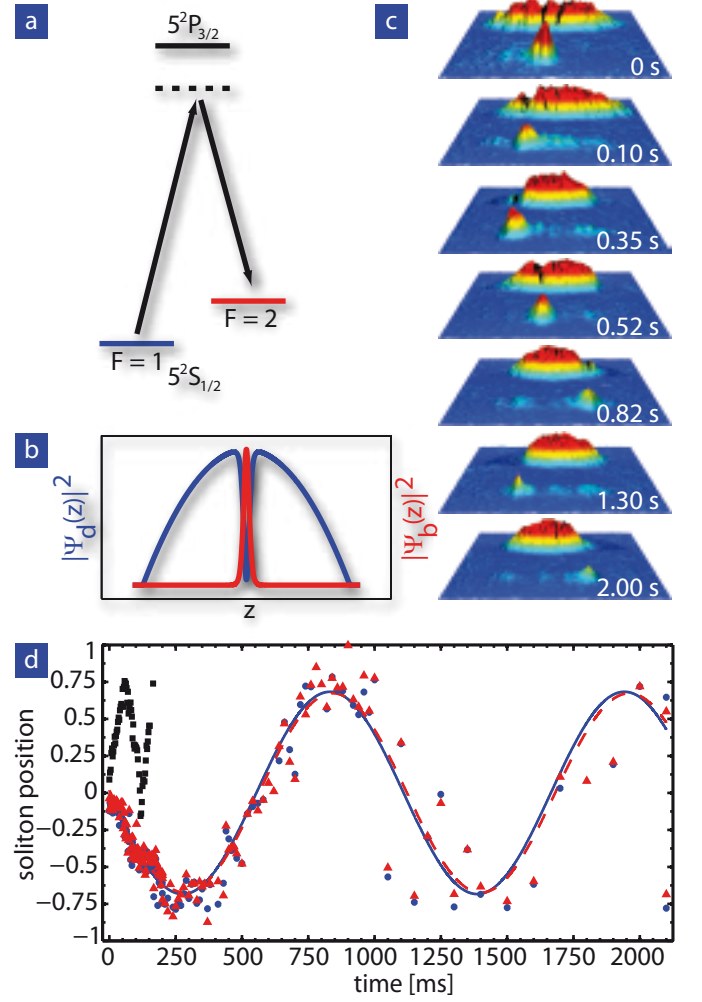 a
5²P3/2
F = 2
F = 1
5²S1/2
b
|Ψd(z)|²
|Ψb(z)|²
z
c
0 s
0.10 s
0.35 s
0.52 s
0.82 s
1.30 s
2.00 s
d
soliton position
1
0.75
0.5
0.25
0
−0.25
−0.5
−0.75
−1
0 250 500 750 1000 1250 1500 1750 2000
time [ms]